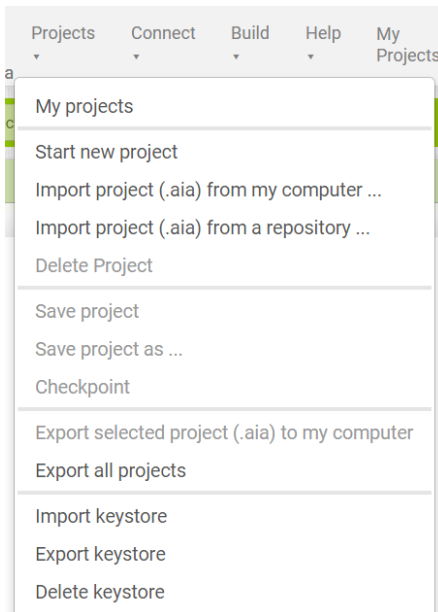 Projects Connect Build Help My Projects
a
c
My projects
Start new project
Import project (.aia) from my computer ...
Import project (.aia) from a repository ...
Delete Project
Save project
Save project as ...
Checkpoint
Export selected project (.aia) to my computer
Export all projects
Import keystore
Export keystore
Delete keystore